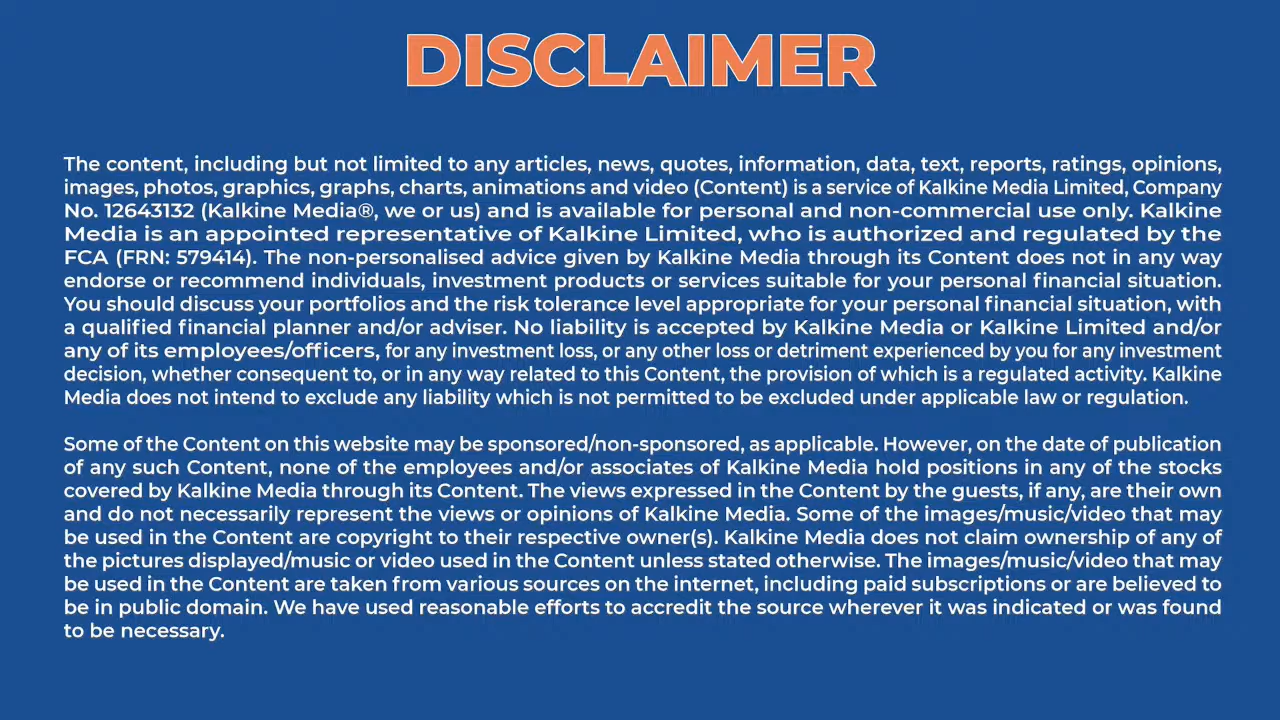 DISCLAIMER
The content, including but not limited to any articles, news, quotes, information, data, text, reports, ratings, opinions,
images, photos, graphics, graphs, charts, animations and video (Content) is a service of Kalkine Media Limited, Company
No. 12643132 (Kalkine Media®, we or us) and is available for personal and non-commercial use only. Kalkine
Media is an appointed representative of Kalkine Limited, who is authorized and regulated by the
FCA (FRN: 579414). The non-personalised advice given by Kalkine Media through its Content does not in any way
endorse or recommend individuals, investment products or services suitable for your personal financial situation.
You should discuss your portfolios and the risk tolerance level appropriate for your personal financial situation, with
a qualified financial planner and/or adviser. No liability is accepted by Kalkine Media or Kalkine Limited and/or
any of its employees/officers, for any investment loss, or any other loss or detriment experienced by you for any investment
decision, whether consequent to, or in any way related to this Content, the provision of which is a regulated activity. Kalkine
Media does not intend to exclude any liability which is not permitted to be excluded under applicable law or regulation.
Some of the Content on this website may be sponsored/non-sponsored, as applicable. However, on the date of publication
of any such Content, none of the employees and/or associates of Kalkine Media hold positions in any of the stocks
covered by Kalkine Media through its Content. The views expressed in the Content by the guests, if any, are their own
and do not necessarily represent the views or opinions of Kalkine Media. Some of the images/music/video that may
be used in the Content are copyright to their respective owner(s). Kalkine Media does not claim ownership of any of
the pictures displayed/music or video used in the Content unless stated otherwise. The images/music/video that may
be used in the Content are taken from various sources on the internet, including paid subscriptions or are believed to
be in public domain. We have used reasonable efforts to accredit the source wherever it was indicated or was found
to be necessary.